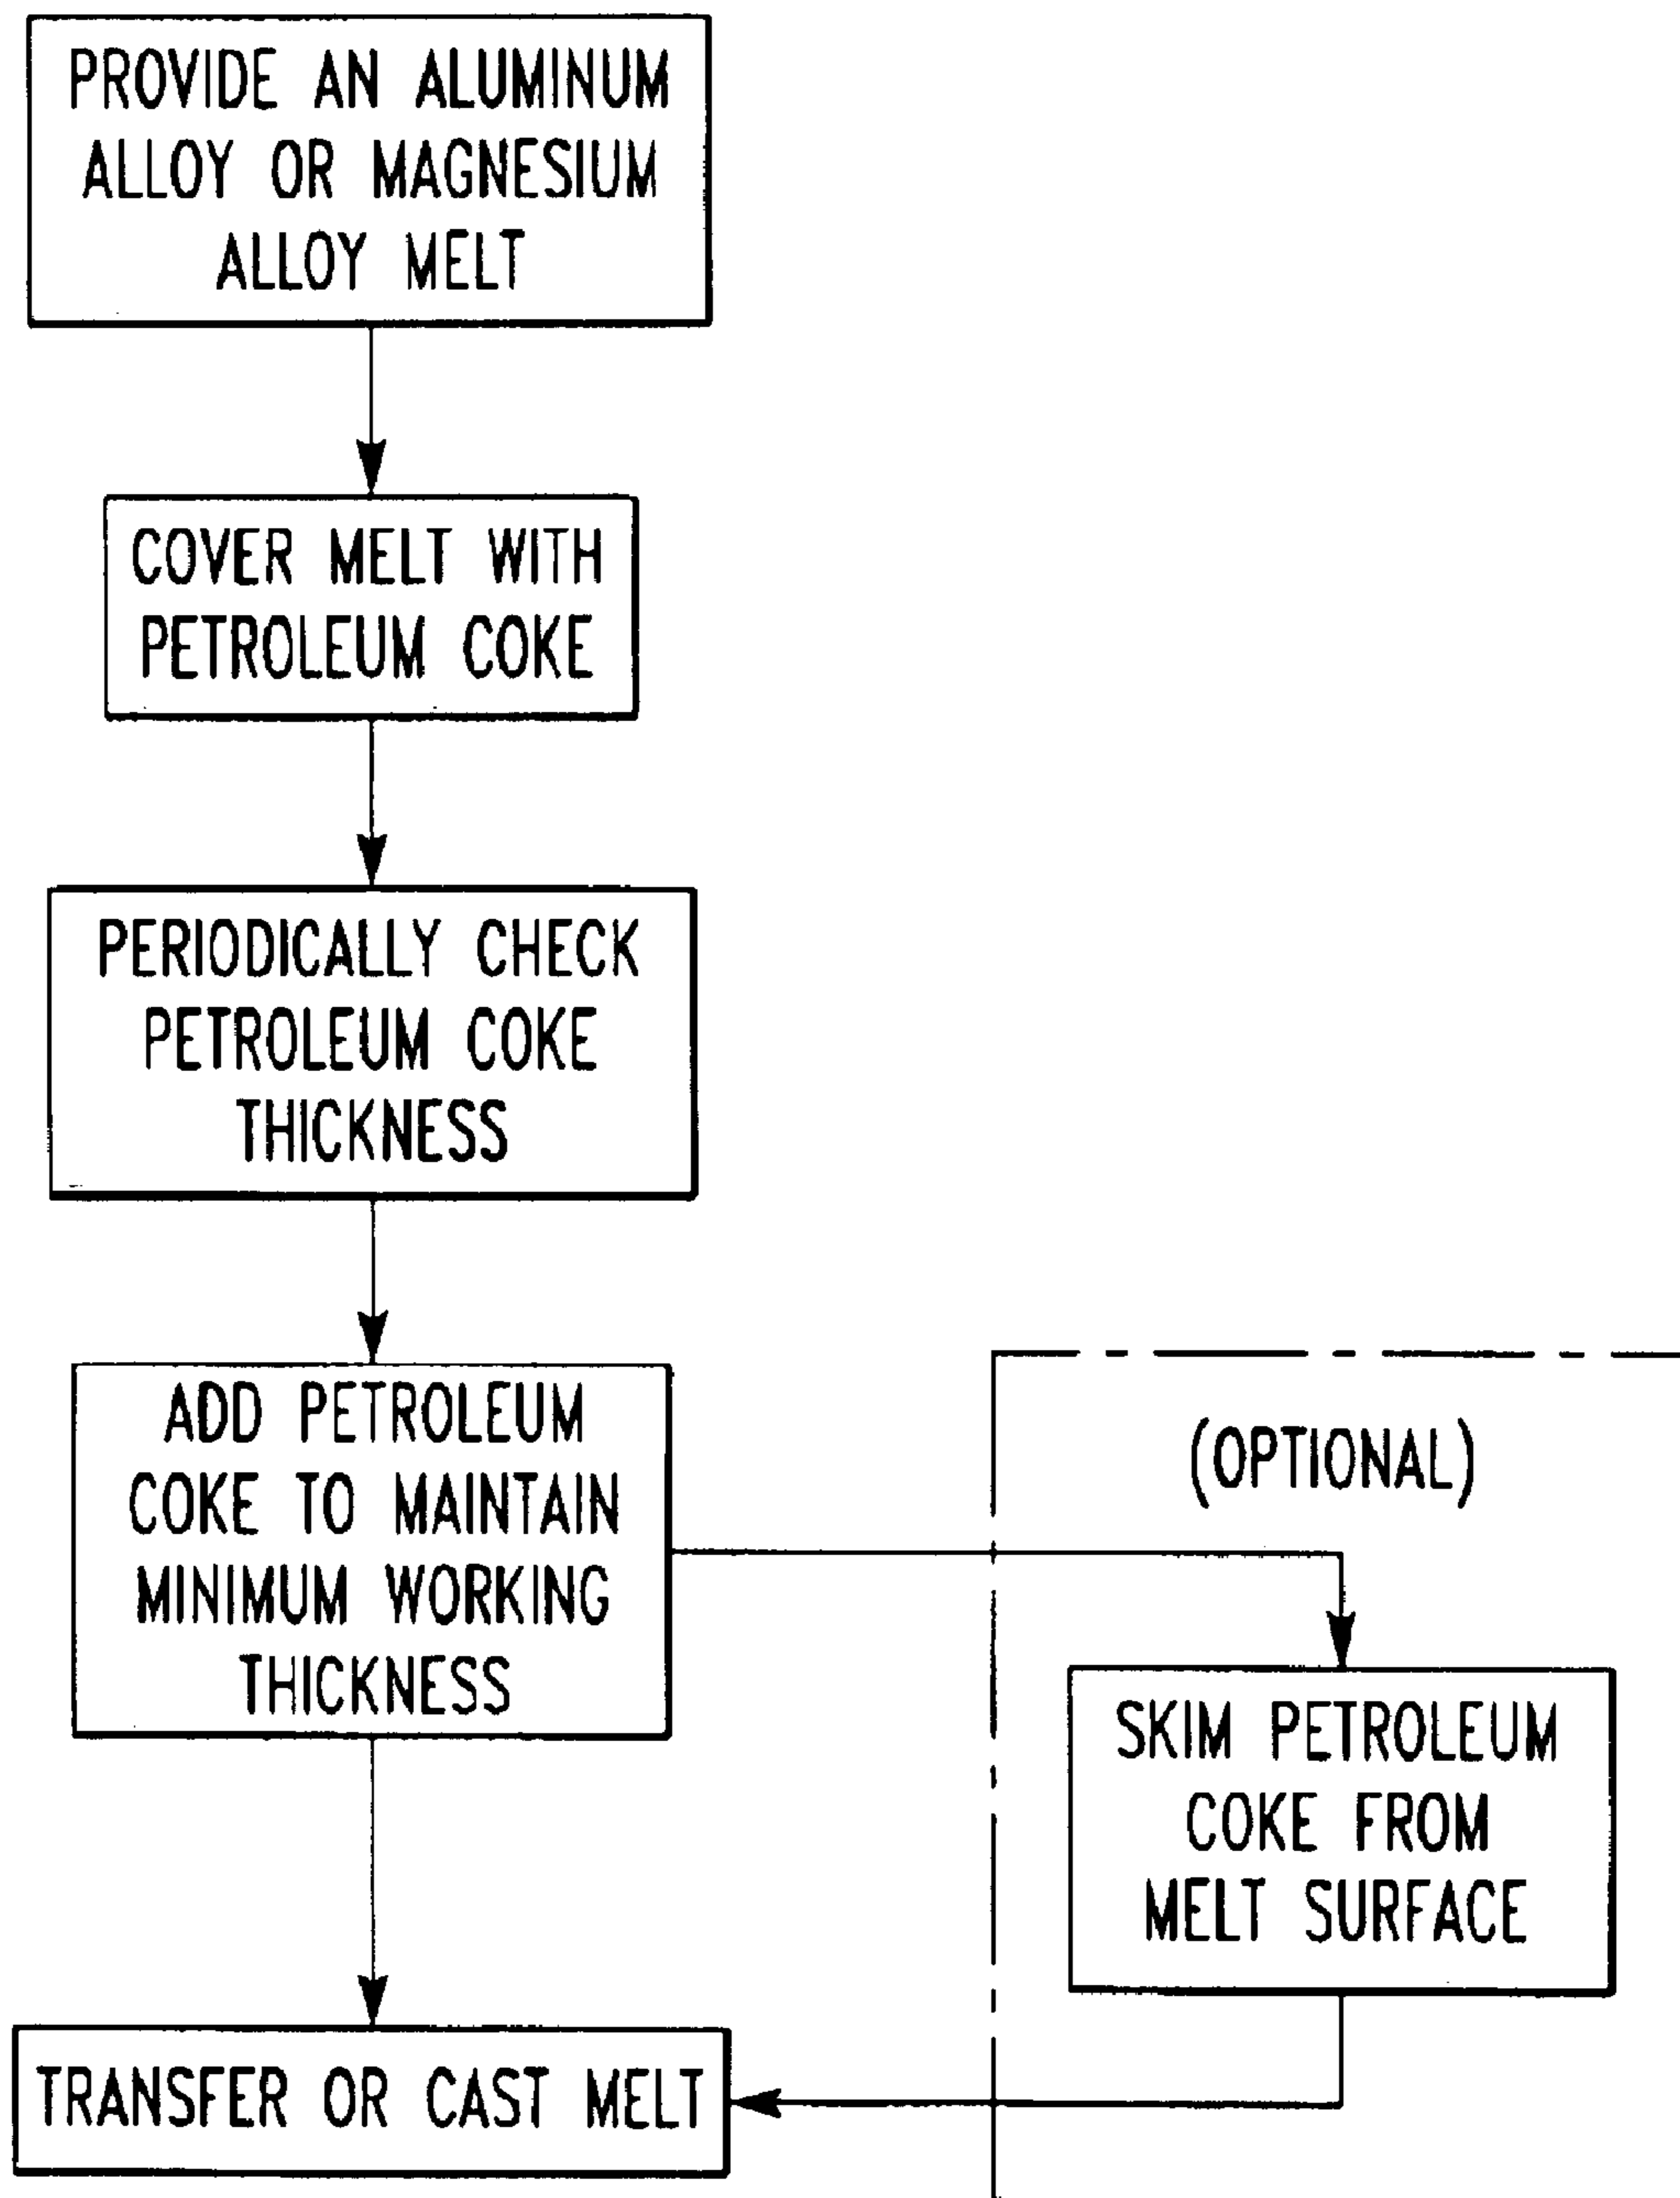 PROVIDE AN ALUMINUM
ALLOY OR MAGNESIUM
ALLOY MELT
COVER MELT WITH
PETROLEUM COKE
PERIODICALLY CHECK
PETROLEUM COKE
THICKNESS
ADD PETROLEUM
COKE TO MAINTAIN
MINIMUM WORKING
THICKNESS
(OPTIONAL)
SKIM PETROLEUM
COKE FROM
MELT SURFACE
TRANSFER OR CAST MELT